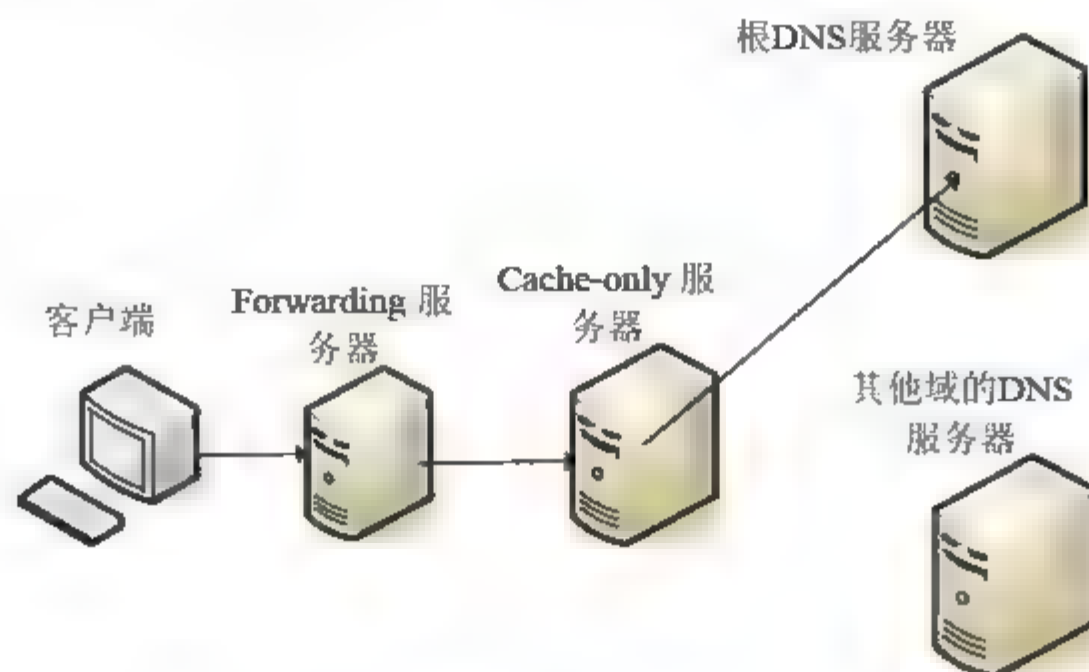 根DNS服务器
Cache-only 服
务器
Forwarding 服
务器
客户端
其他域的DNS
服务器